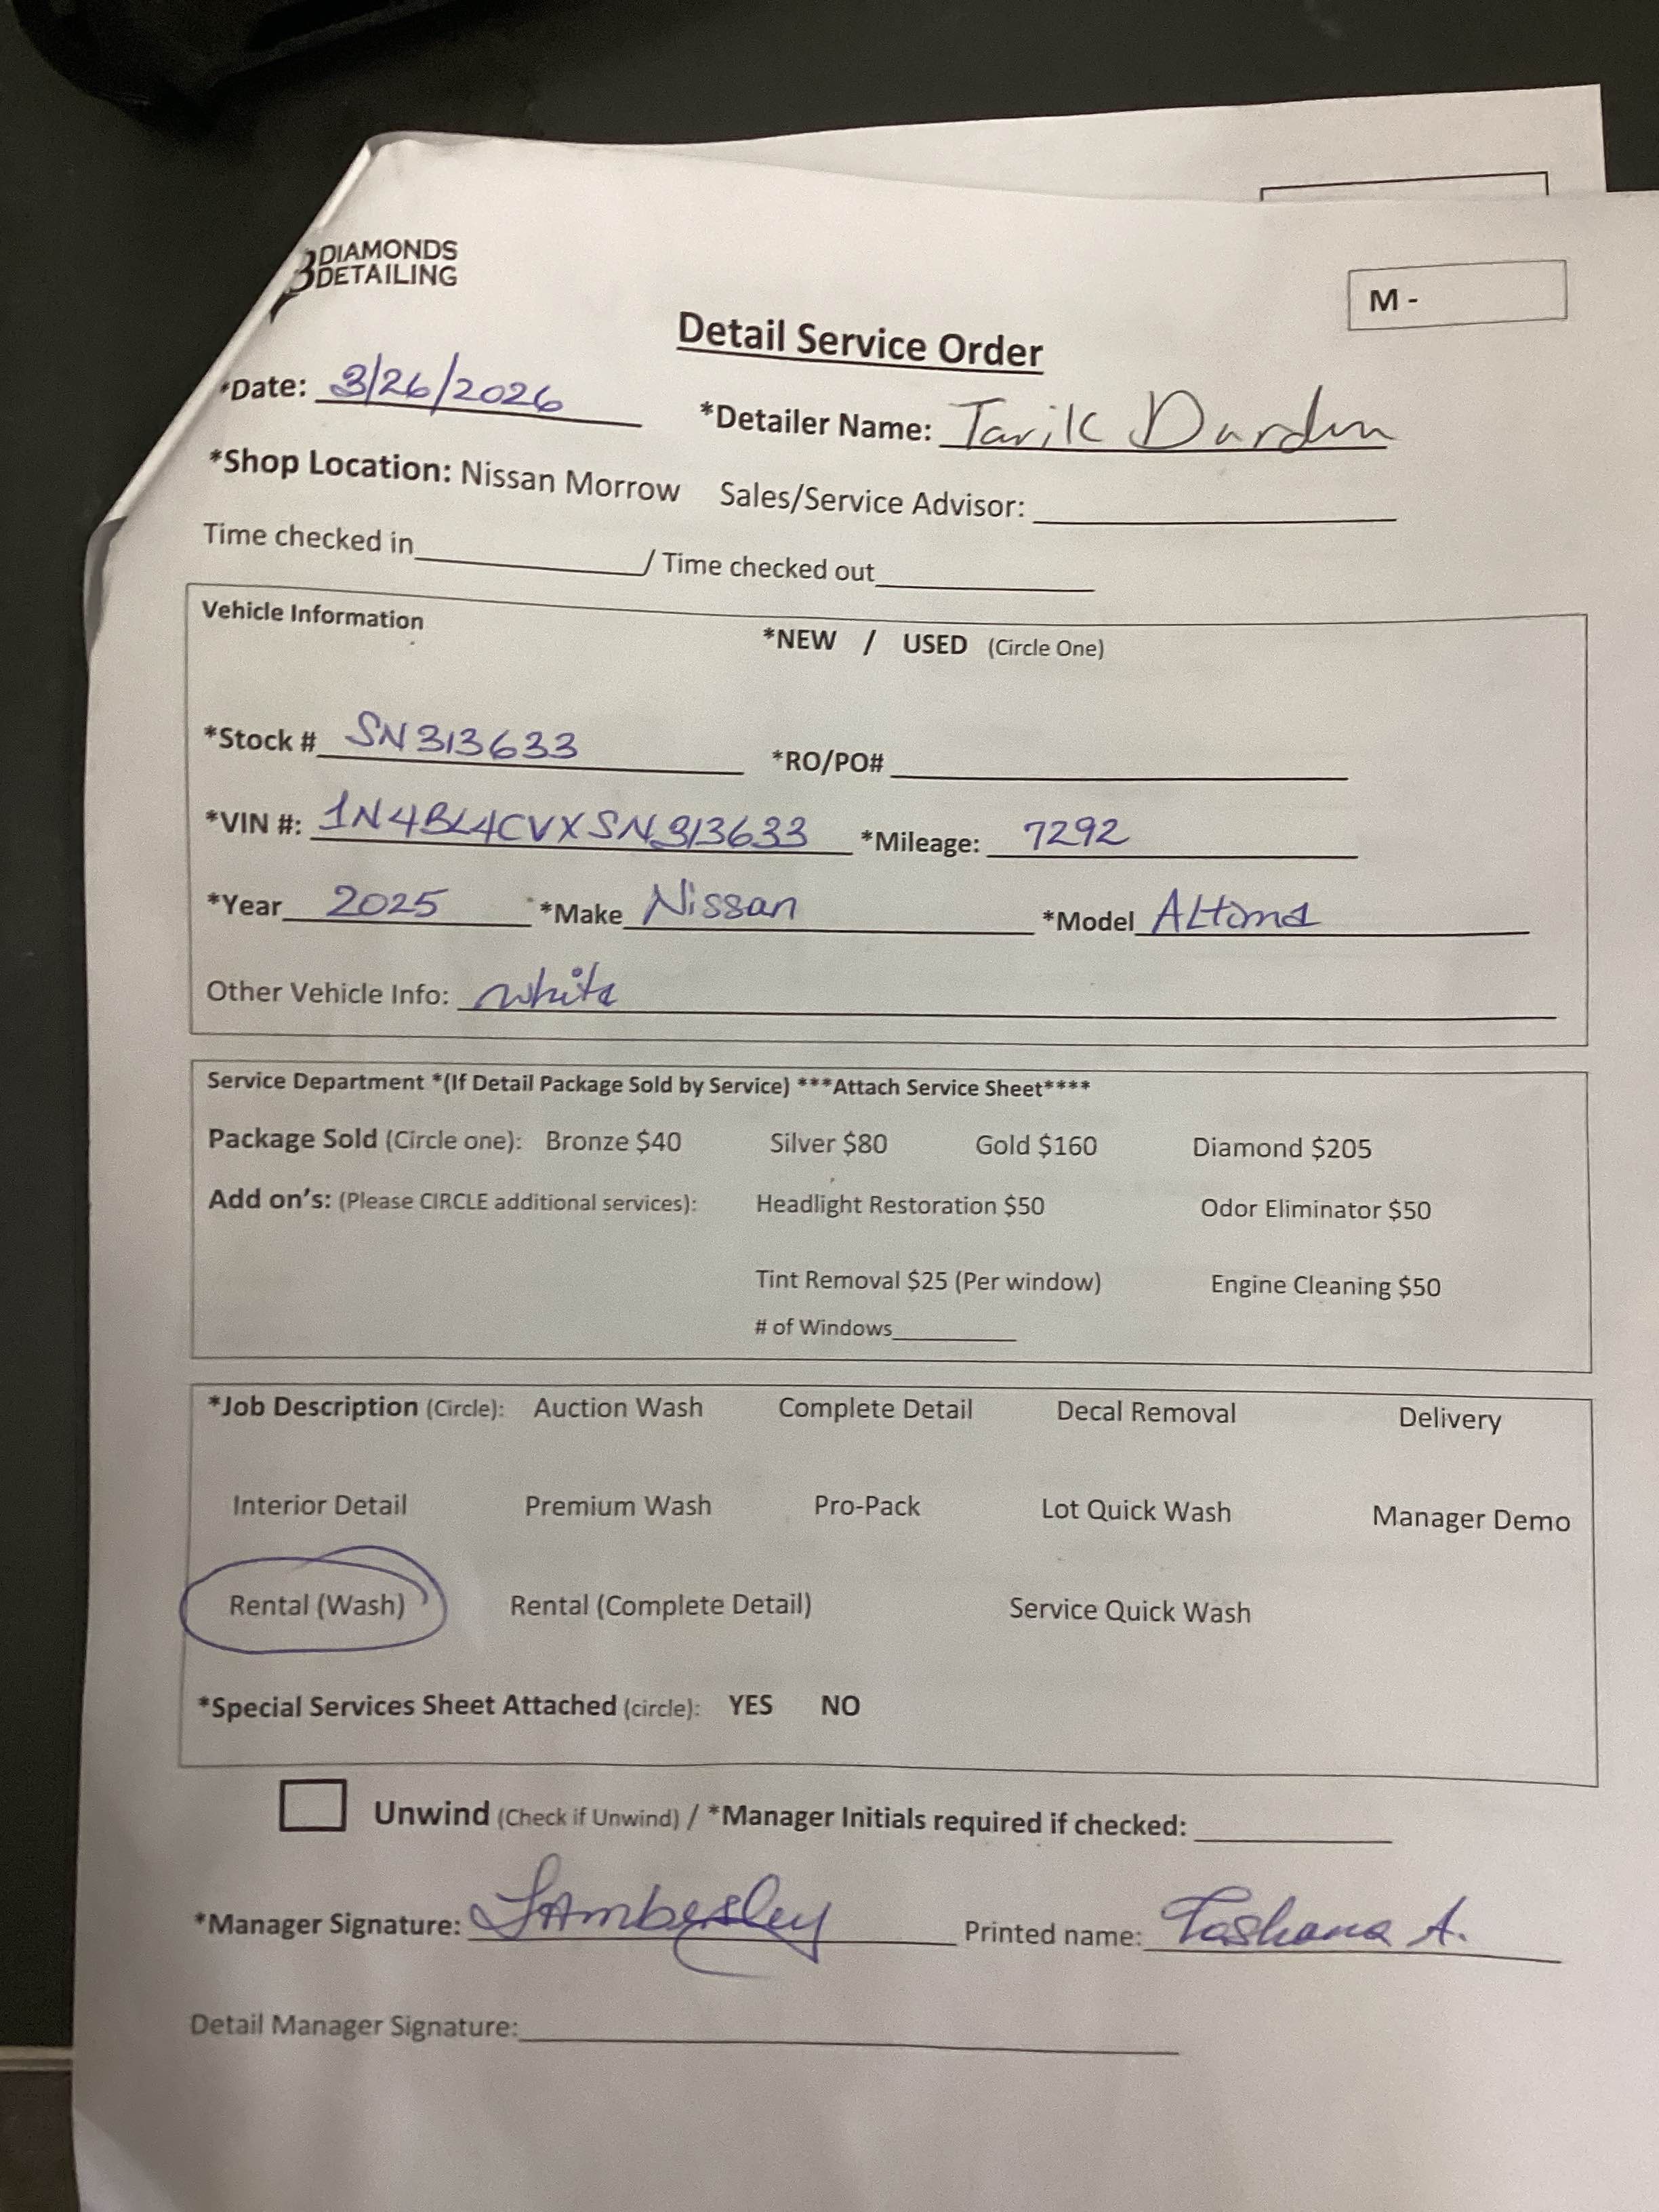 3 DIAMONDS
DETAILING
M -
Detail Service Order
*Date: 3/26/2026 *Detailer Name: Tarik Durden
*Shop Location: Nissan Morrow Sales/Service Advisor:
Time checked in / Time checked out
Vehicle Information
*NEW / USED (Circle One)
*Stock # SN313633 *RO/PO#
*VIN #: 1N4BL4CVXSN313633 *Mileage: 7292
*Year 2025 *Make Nissan *Model Altima
Other Vehicle Info: white
Service Department *(If Detail Package Sold by Service) ***Attach Service Sheet****
Package Sold (Circle one): Bronze $40 Silver $80 Gold $160 Diamond $205
Add on's: (Please CIRCLE additional services): Headlight Restoration $50 Odor Eliminator $50
Tint Removal $25 (Per window) Engine Cleaning $50
# of Windows
*Job Description (Circle): Auction Wash Complete Detail Decal Removal Delivery
Interior Detail Premium Wash Pro-Pack Lot Quick Wash Manager Demo
Rental (Wash) Rental (Complete Detail) Service Quick Wash
*Special Services Sheet Attached (circle): YES NO
Unwind (Check if Unwind) / *Manager Initials required if checked:
*Manager Signature: Printed name: Tashana A.
Detail Manager Signature: